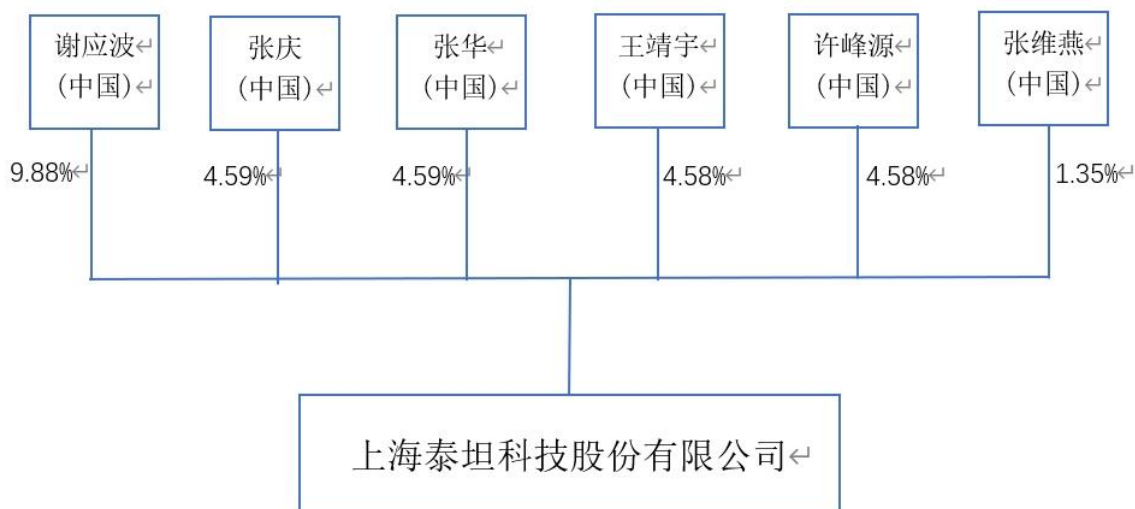 谢应波
(中国)
张庆
(中国)
张华
(中国)
王靖宇
(中国)
许峰源
(中国)
张维燕
(中国)
9.88%
4.59%
4.59%
4.58%
4.58%
1.35%
上海泰坦科技股份有限公司